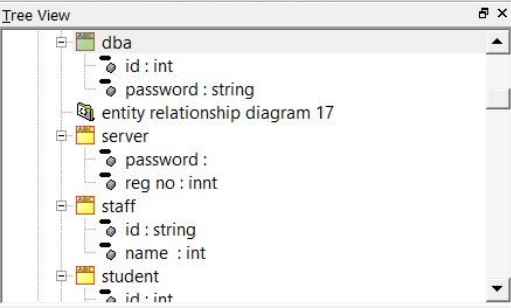 Tree View
dba
id : int
password : string
entity relationship diagram 17
server
password :
reg no : innt
staff
id : string
name : int
student
id : int